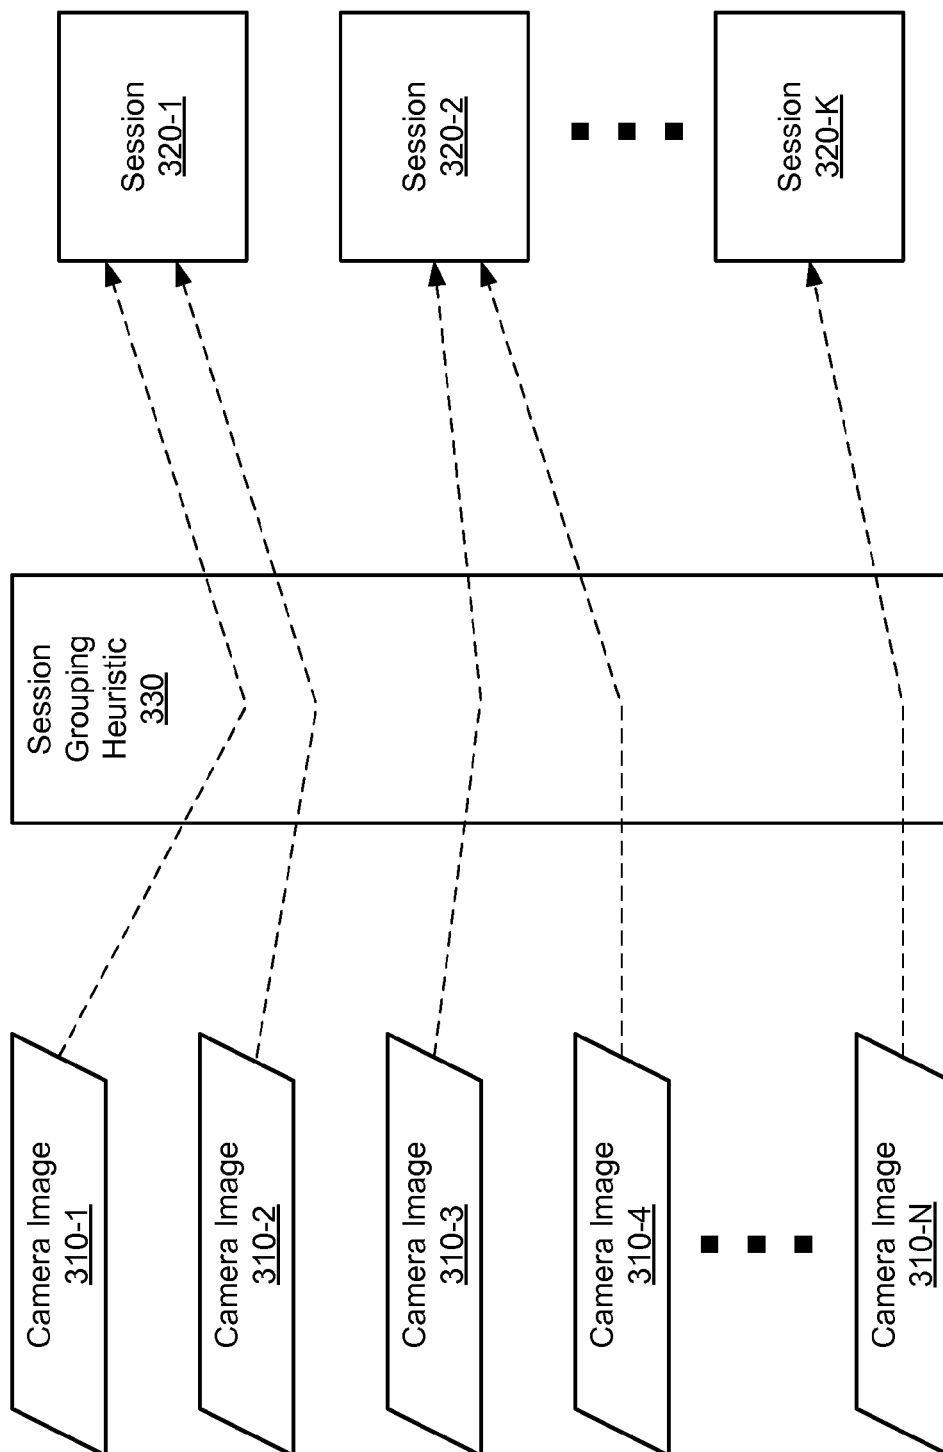 Camera Image
310-1
Camera Image
310-2
Camera Image
310-3
Camera Image
310-4
Camera Image
310-N
Session
Grouping
Heuristic
330
Session
320-1
Session
320-2
Session
320-K